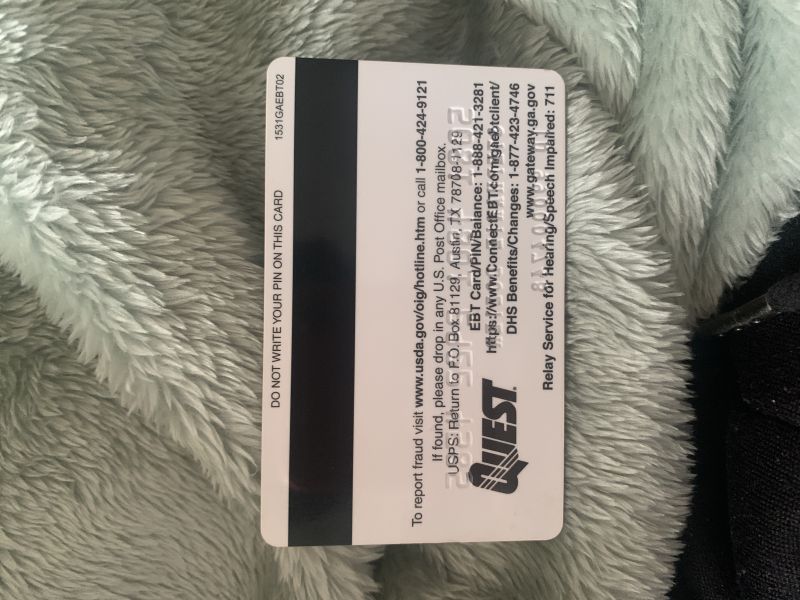 DO NOT WRITE YOUR PIN ON THIS CARD 1531GAEBT02
To report fraud visit www.usda.gov/oig/hotline.htm or call 1-800-424-9121
If found, please drop in any U.S. Post Office mailbox.
USPS: Return to P.O. Box 81129, Austin, TX 78708-1129
EBT Card/PIN/Balance: 1-888-421-3281
https://www.ConnectEBT.com/gaebtclient/
DHS Benefits/Changes: 1-877-423-4746
www.gateway.ga.gov
Relay Service for Hearing/Speech Impaired: 711
QUEST